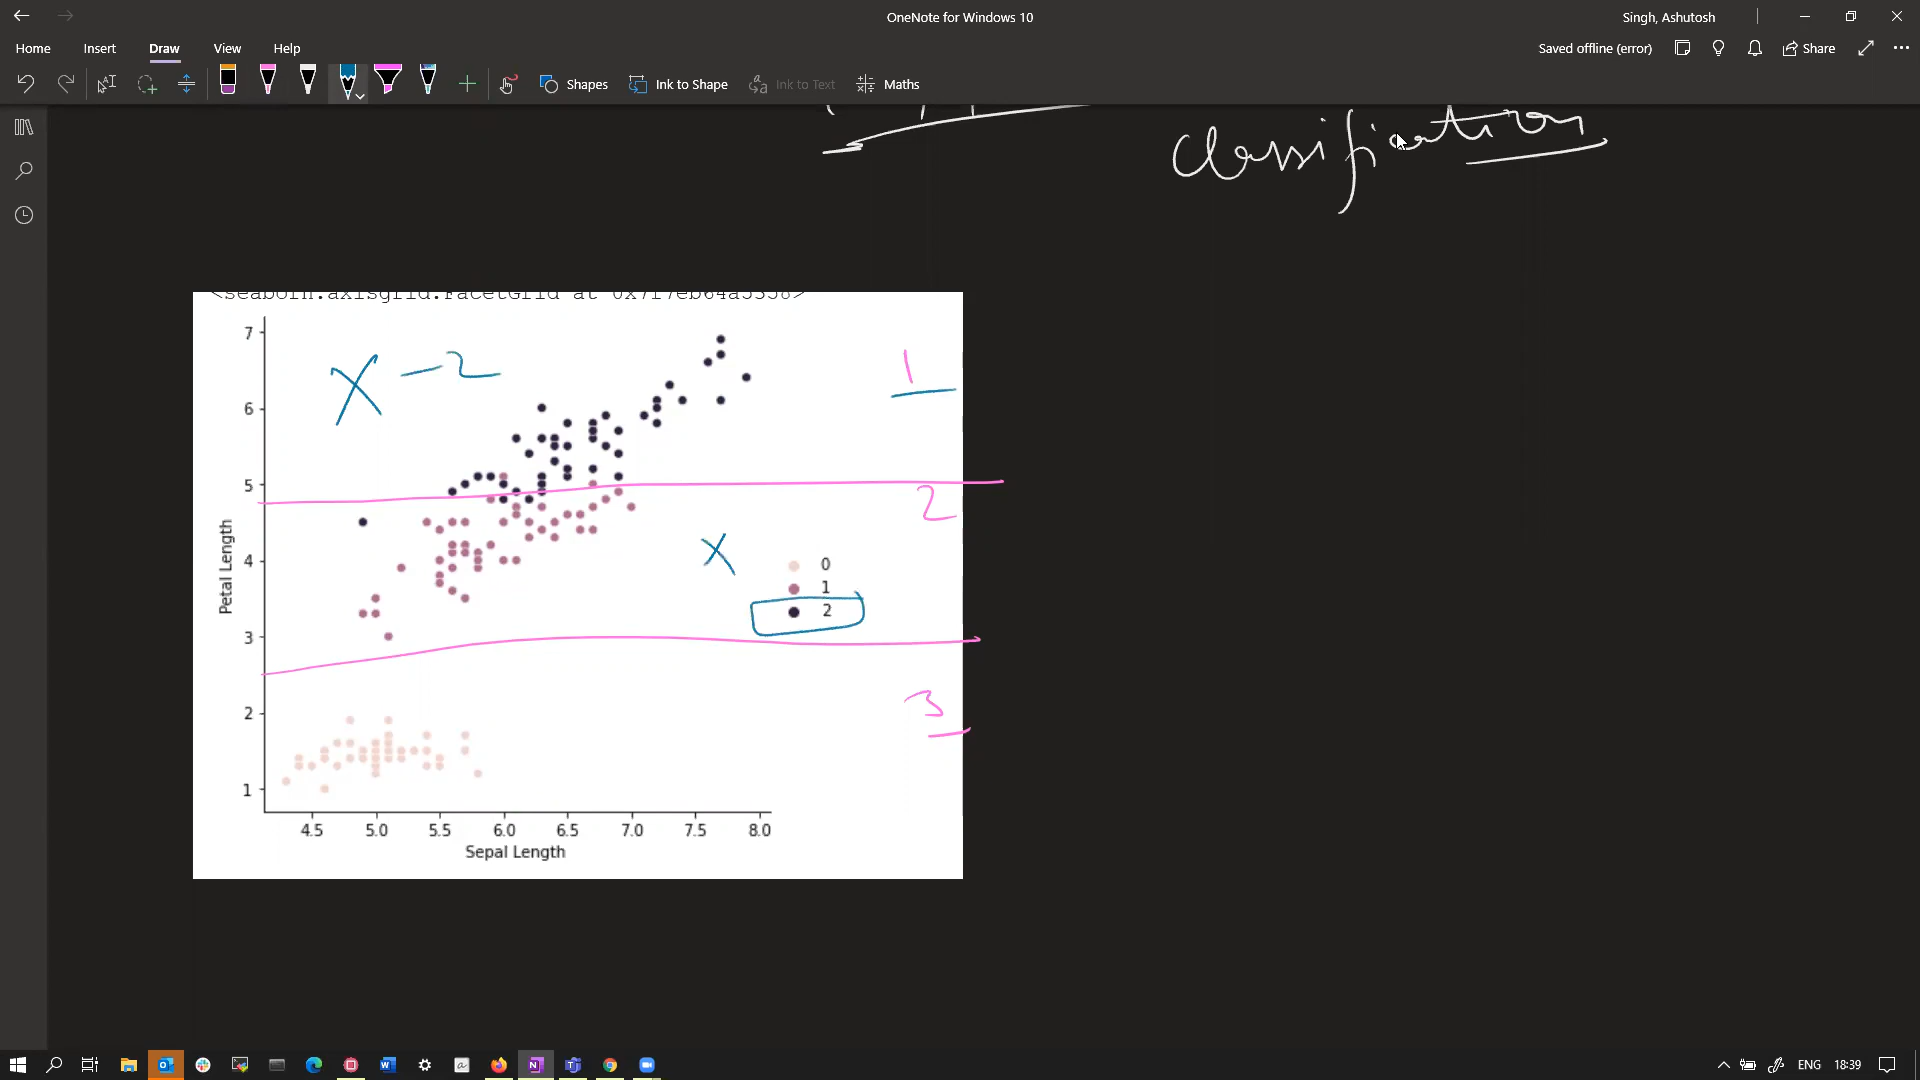 OneNote for Windows 10
Singh, Ashutosh
Home Insert Draw View Help
Saved offline (error) Share
Shapes Ink to Shape Ink to Text Maths
Classification
7
6
5
4
3
2
1
Petal Length
4.5 5.0 5.5 6.0 6.5 7.0 7.5 8.0
Sepal Length
X - 2
1
2
X
0
1
2
3
ENG 18:39